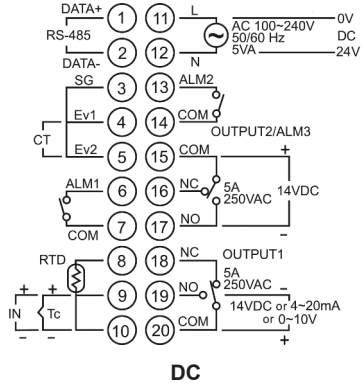 DATA+ 1 11 L AC 100~240V 0V
RS-485 50/60 Hz DC
DATA- 2 12 N 5VA 24V
SG 3 13 ALM2
Ev1 4 14 COM OUTPUT2/ALM3
CT
Ev2 5 15 COM +
ALM1 6 16 NC 5A 250VAC 14VDC
COM 7 17 NO −
RTD 8 18 NC OUTPUT1
5A
250VAC
+ + 9 19 NO −
IN Tc 14VDC or 4~20mA
or 0~10V
− − 10 20 COM +
DC